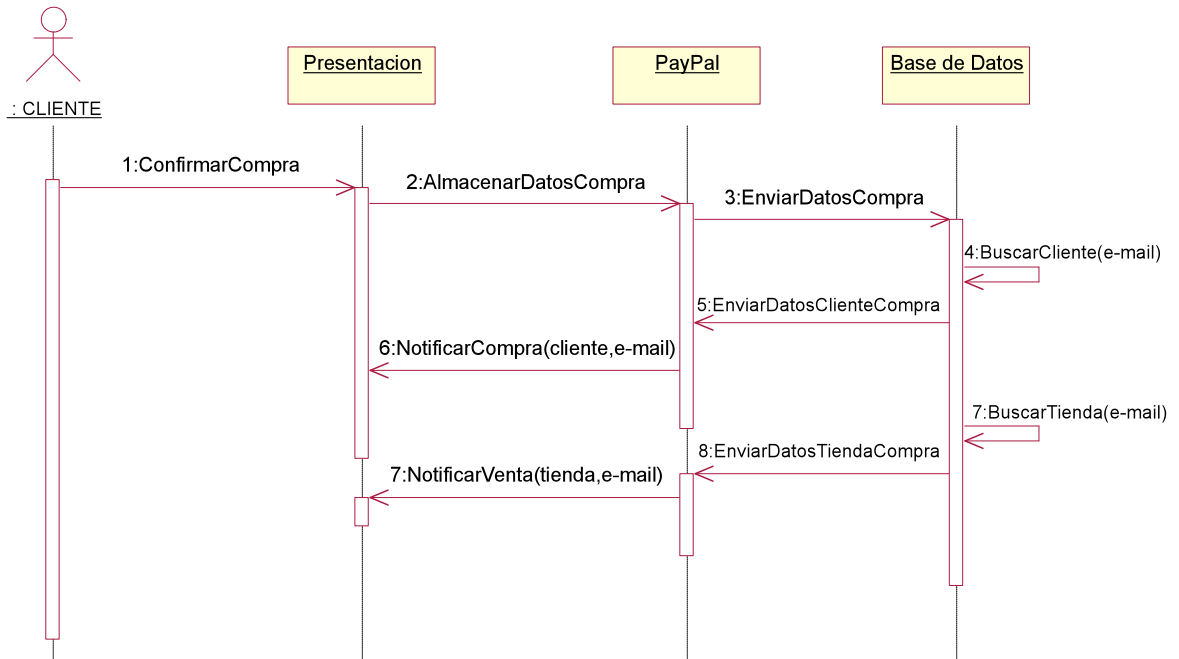 : CLIENTE
Presentacion
PayPal
Base de Datos
1:ConfirmarCompra
2:AlmacenarDatosCompra
3:EnviarDatosCompra
4:BuscarCliente(e-mail)
5:EnviarDatosClienteCompra
6:NotificarCompra(cliente,e-mail)
7:BuscarTienda(e-mail)
8:EnviarDatosTiendaCompra
7:NotificarVenta(tienda,e-mail)